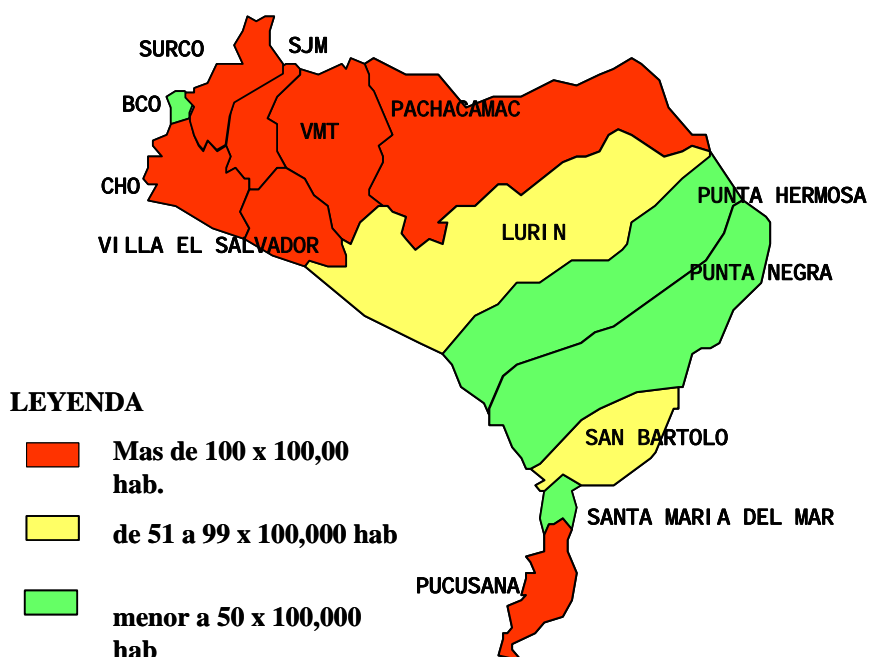 SURCO
SJM
BCO
PACHACAMAC
VMT
CHO
PUNTA HERMOSA
LURIN
VILLA EL SALVADOR
PUNTA NEGRA
LEYENDA
SAN BARTOLO
Mas de 100 x 100,00
hab.
SANTA MARIA DEL MAR
de 51 a 99 x 100,000 hab
PUCUSANA
menor a 50 x 100,000
hab